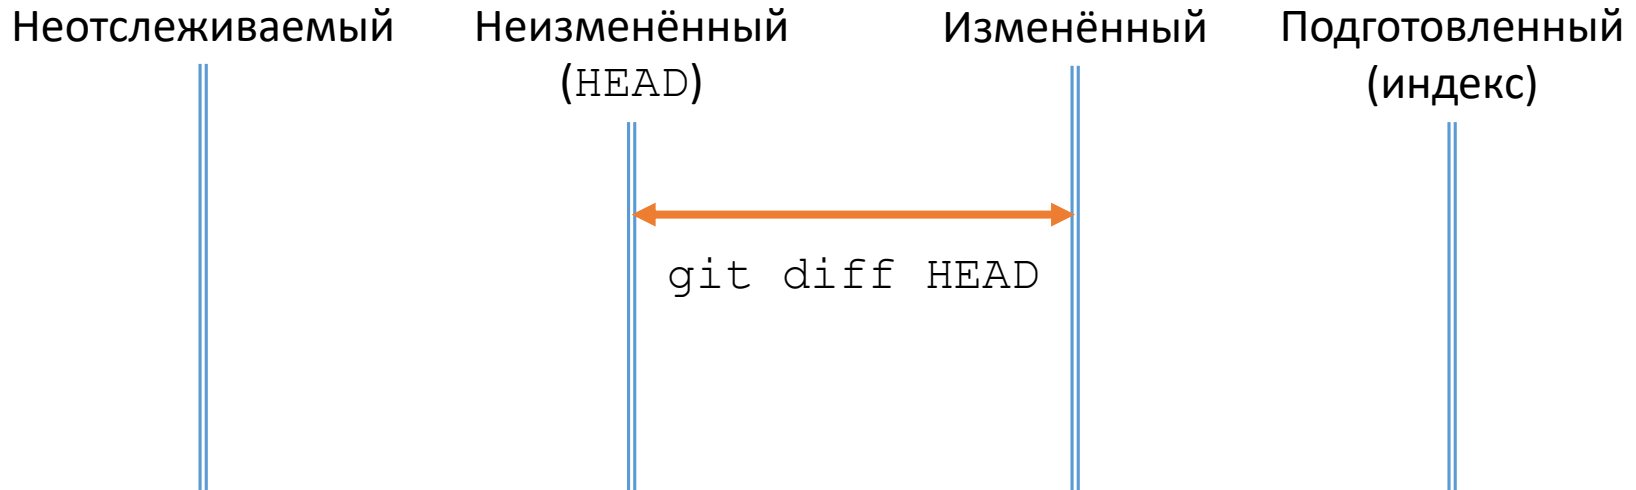 Неотслеживаемый
Неизменённый
(HEAD)
Изменённый
Подготовленный
(индекс)
git diff HEAD